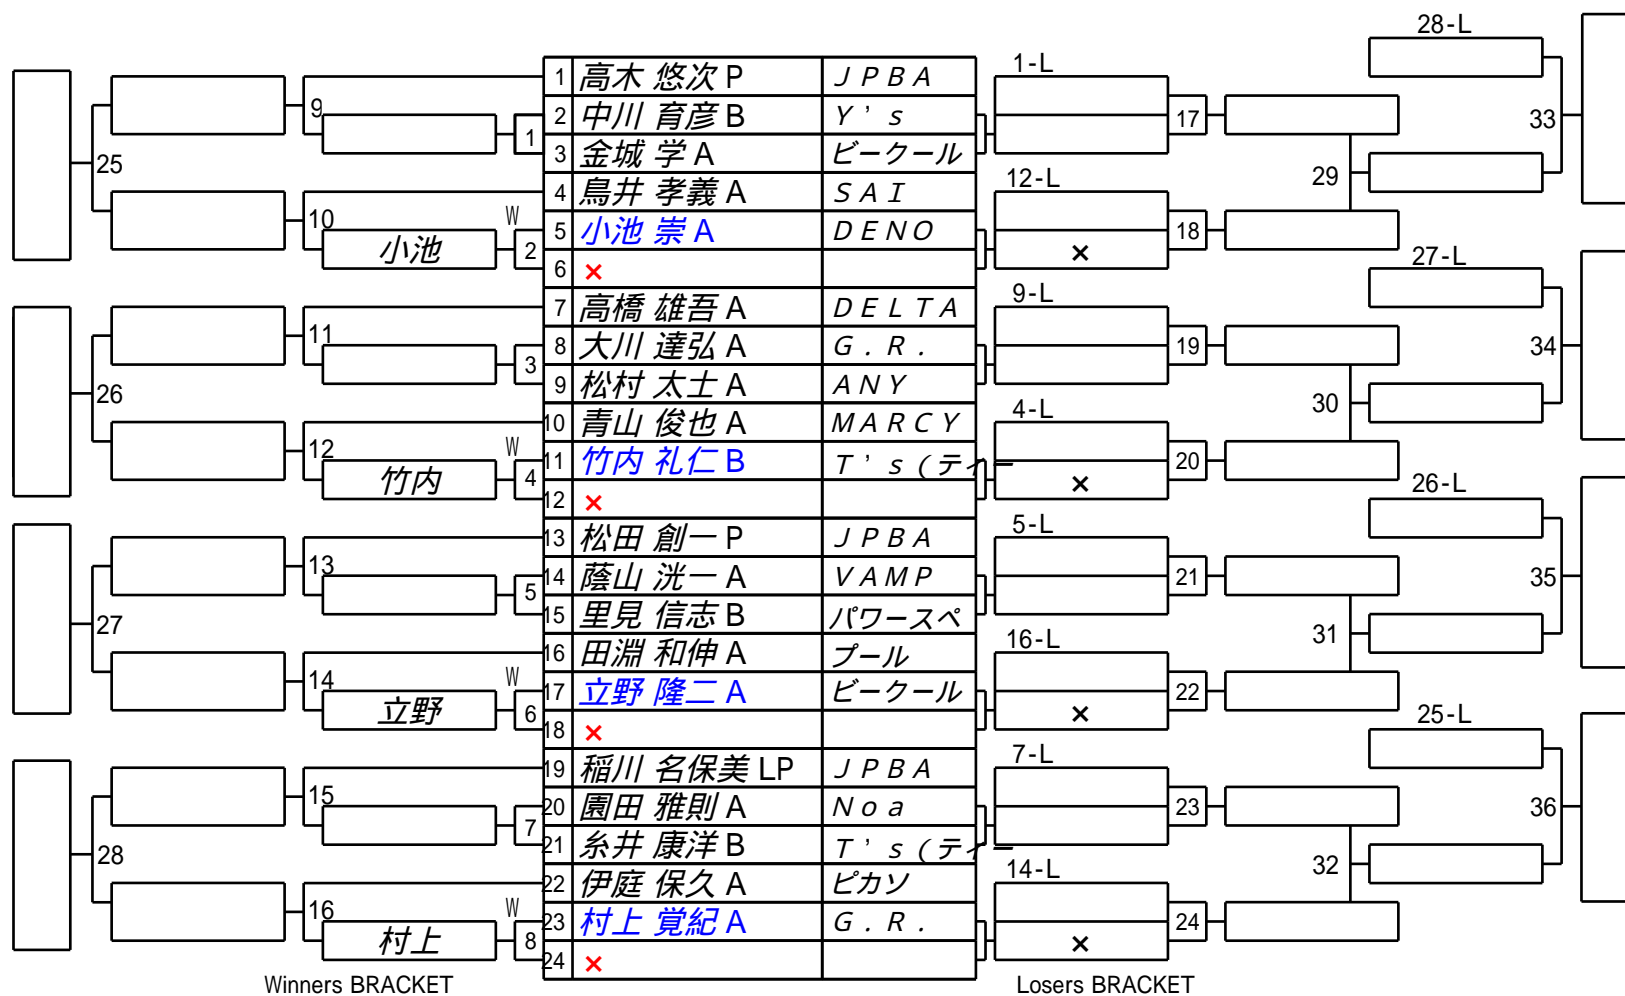 28-L
1 高木 悠次 P JPBA 1-L
9 2 中川 育彦 B Y's 17 33
1 3 金城 学 A ビークール
25 4 鳥井 孝義 A SAI 12-L 29
10 W 5 小池 崇 A DENO 18
小池 2 6 × ×
27-L
7 高橋 雄吾 A DELTA 9-L
11 8 大川 達弘 A G.R. 19 34
3 9 松村 太士 A ANY
26 10 青山 俊也 A MARCY 4-L 30
12 W 11 竹内 礼仁 B T's(ティー 20
竹内 4 12 × ×
26-L
13 松田 創一 P JPBA 5-L
13 14 蔭山 洸一 A VAMP 21 35
5 15 里見 信志 B パワースペ
27 16 田淵 和伸 A プール 16-L 31
14 W 17 立野 隆二 A ビークール 22
立野 6 18 × ×
25-L
19 稲川 名保美 LP JPBA 7-L
15 20 園田 雅則 A Noa 23 36
7 21 糸井 康洋 B T's(ティー
28 22 伊庭 保久 A ピカソ 14-L 32
16 W 23 村上 覚紀 A G.R. 24
村上 8 24 × ×
Winners BRACKET Losers BRACKET